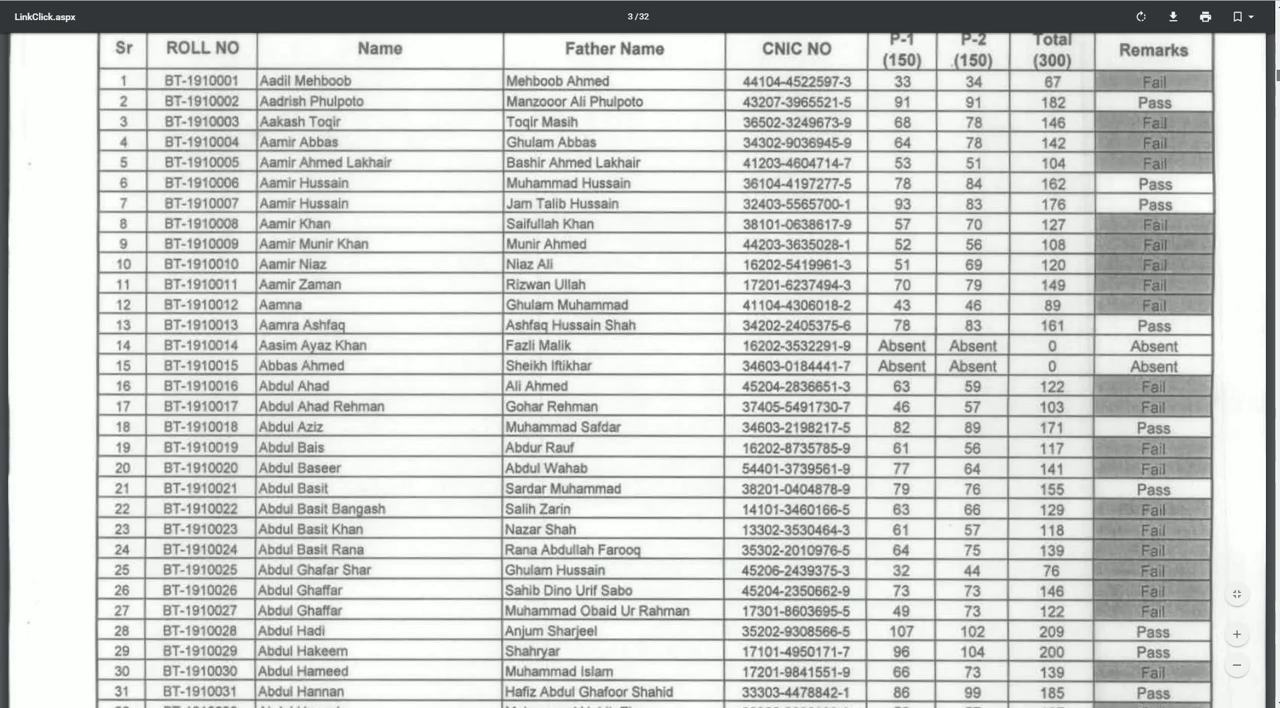 LinkClick.aspx
3 / 32
Sr ROLL NO Name Father Name CNIC NO P-1 (150) P-2 (150) Total (300) Remarks
1 BT-1910001 Aadil Mehboob Mehboob Ahmed 44104-4522597-3 33 34 67 Fail
2 BT-1910002 Aadrish Phulpoto Manzooor Ali Phulpoto 43207-3965521-5 91 91 182 Pass
3 BT-1910003 Aakash Toqir Toqir Masih 36502-3249673-9 68 78 146 Fail
4 BT-1910004 Aamir Abbas Ghulam Abbas 34302-9036945-9 64 78 142 Fail
5 BT-1910005 Aamir Ahmed Lakhair Bashir Ahmed Lakhair 41203-4604714-7 53 51 104 Fail
6 BT-1910006 Aamir Hussain Muhammad Hussain 36104-4197277-5 78 84 162 Pass
7 BT-1910007 Aamir Hussain Jam Talib Hussain 32403-5565700-1 93 83 176 Pass
8 BT-1910008 Aamir Khan Saifullah Khan 38101-0638617-9 57 70 127 Fail
9 BT-1910009 Aamir Munir Khan Munir Ahmed 44203-3635028-1 52 56 108 Fail
10 BT-1910010 Aamir Niaz Niaz Ali 16202-5419961-3 51 69 120 Fail
11 BT-1910011 Aamir Zaman Rizwan Ullah 17201-6237494-3 70 79 149 Fail
12 BT-1910012 Aamna Ghulam Muhammad 41104-4306018-2 43 46 89 Fail
13 BT-1910013 Aamra Ashfaq Ashfaq Hussain Shah 34202-2405375-6 78 83 161 Pass
14 BT-1910014 Aasim Ayaz Khan Fazli Malik 16202-3532291-9 Absent Absent 0 Absent
15 BT-1910015 Abbas Ahmed Sheikh Iftikhar 34603-0184441-7 Absent Absent 0 Absent
16 BT-1910016 Abdul Ahad Ali Ahmed 45204-2836651-3 63 59 122 Fail
17 BT-1910017 Abdul Ahad Rehman Gohar Rehman 37405-5491730-7 46 57 103 Fail
18 BT-1910018 Abdul Aziz Muhammad Safdar 34603-2198217-5 82 89 171 Pass
19 BT-1910019 Abdul Bais Abdur Rauf 16202-8735785-9 61 56 117 Fail
20 BT-1910020 Abdul Baseer Abdul Wahab 54401-3739561-9 77 64 141 Fail
21 BT-1910021 Abdul Basit Sardar Muhammad 38201-0404878-9 79 76 155 Pass
22 BT-1910022 Abdul Basit Bangash Salih Zarin 14101-3460166-5 63 66 129 Fail
23 BT-1910023 Abdul Basit Khan Nazar Shah 13302-3530464-3 61 57 118 Fail
24 BT-1910024 Abdul Basit Rana Rana Abdullah Farooq 35302-2010976-5 64 75 139 Fail
25 BT-1910025 Abdul Ghafar Shar Ghulam Hussain 45206-2439375-3 32 44 76 Fail
26 BT-1910026 Abdul Ghaffar Sahib Dino Urif Sabo 45204-2350662-9 73 73 146 Fail
27 BT-1910027 Abdul Ghaffar Muhammad Obaid Ur Rahman 17301-8603695-5 49 73 122 Fail
28 BT-1910028 Abdul Hadi Anjum Sharjeel 35202-9308566-5 107 102 209 Pass
29 BT-1910029 Abdul Hakeem Shahryar 17101-4950171-7 96 104 200 Pass
30 BT-1910030 Abdul Hameed Muhammad Islam 17201-9841551-9 66 73 139 Fail
31 BT-1910031 Abdul Hannan Hafiz Abdul Ghafoor Shahid 33303-4478842-1 86 99 185 Pass